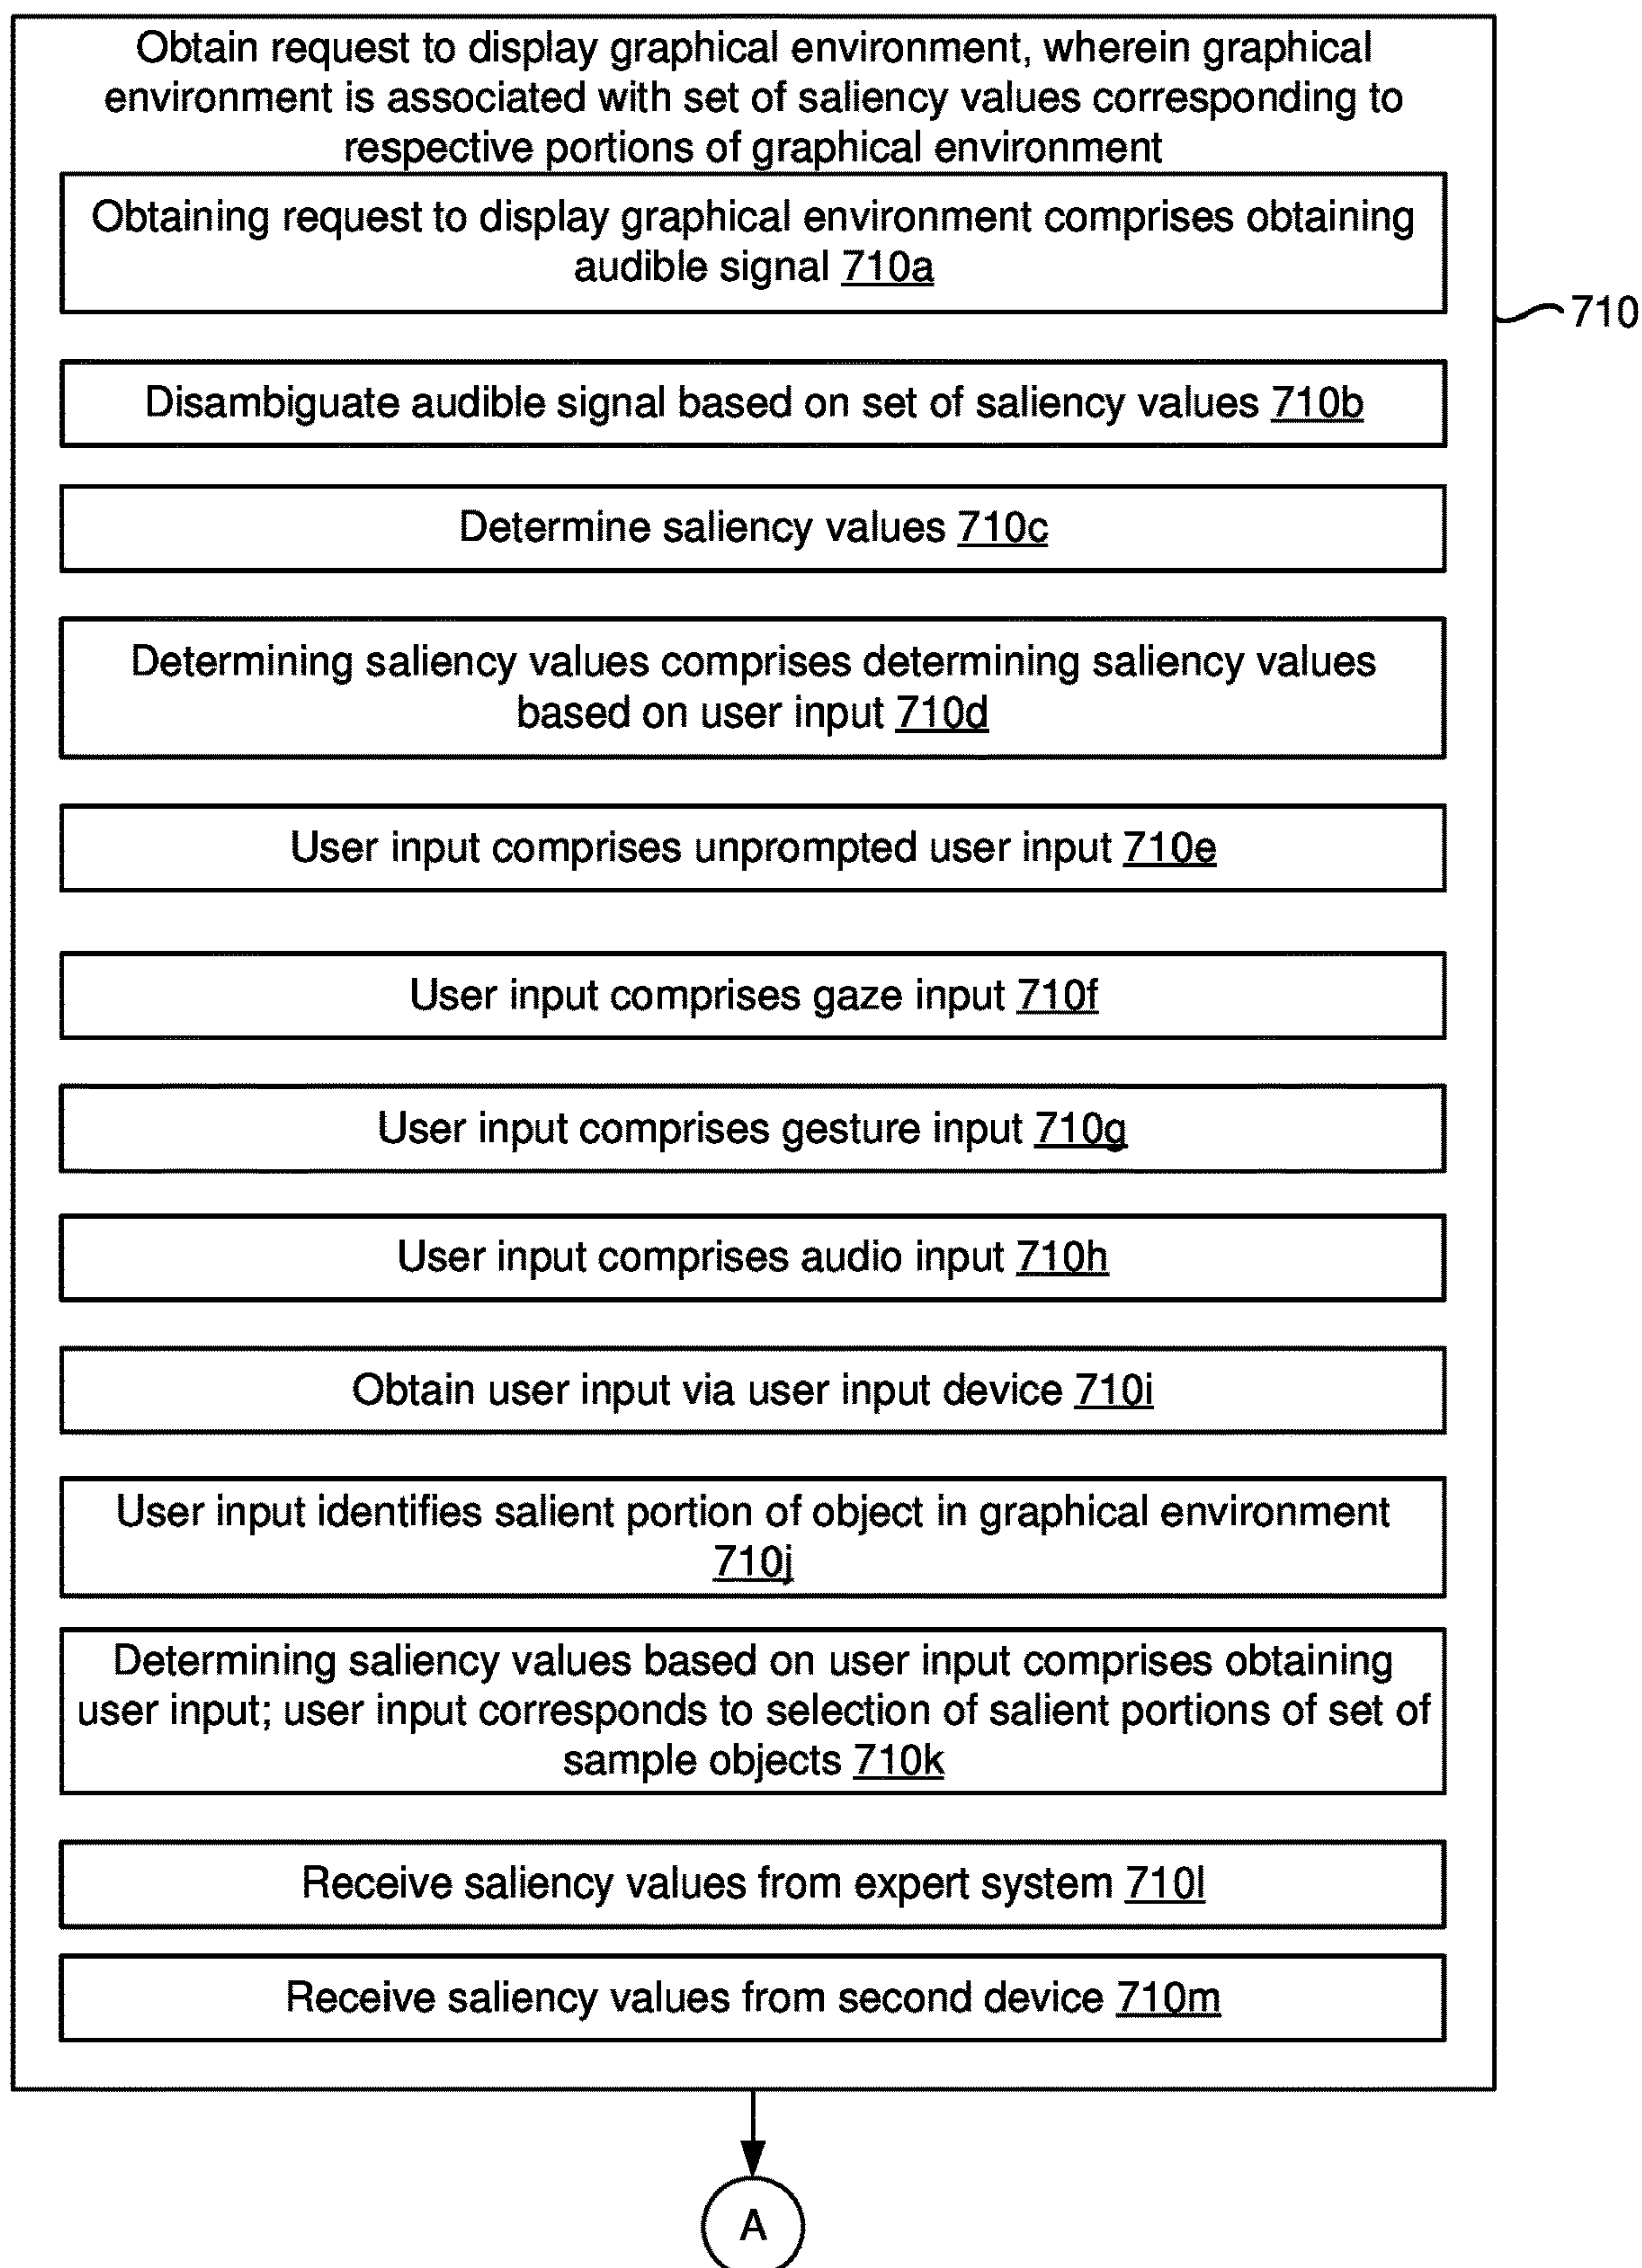 Obtain request to display graphical environment, wherein graphical
environment is associated with set of saliency values corresponding to
respective portions of graphical environment
Obtaining request to display graphical environment comprises obtaining
audible signal 710a
710
Disambiguate audible signal based on set of saliency values 710b
Determine saliency values 710c
Determining saliency values comprises determining saliency values
based on user input 710d
User input comprises unprompted user input 710e
User input comprises gaze input 710f
User input comprises gesture input 710g
User input comprises audio input 710h
Obtain user input via user input device 710i
User input identifies salient portion of object in graphical environment
710j
Determining saliency values based on user input comprises obtaining
user input; user input corresponds to selection of salient portions of set of
sample objects 710k
Receive saliency values from expert system 710l
Receive saliency values from second device 710m
A